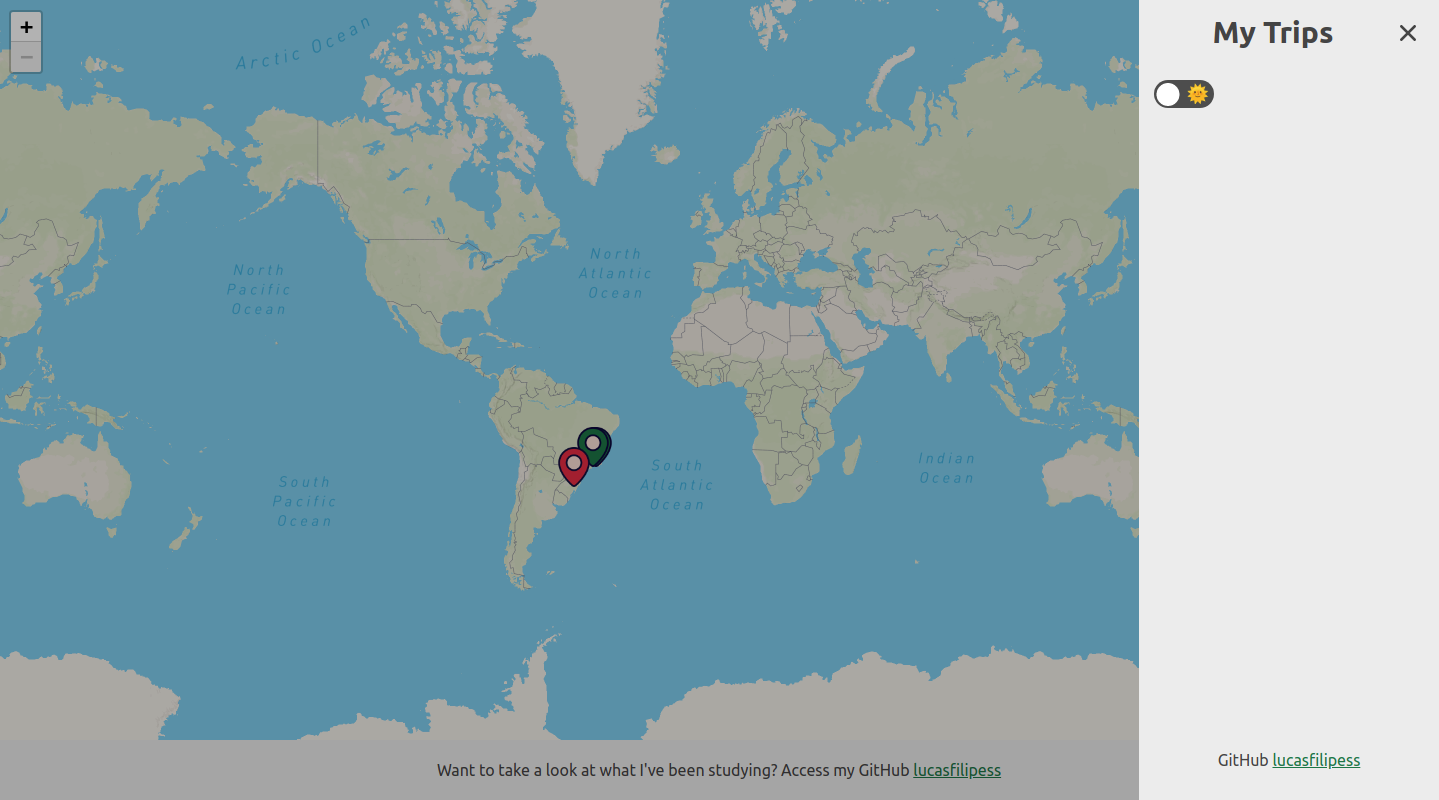 +
−
Arctic Ocean
North
Pacific
Ocean
North
Atlantic
Ocean
South
Pacific
Ocean
South
Atlantic
Ocean
Indian
Ocean
Want to take a look at what I've been studying? Access my GitHub lucasfilipess
My Trips
GitHub lucasfilipess